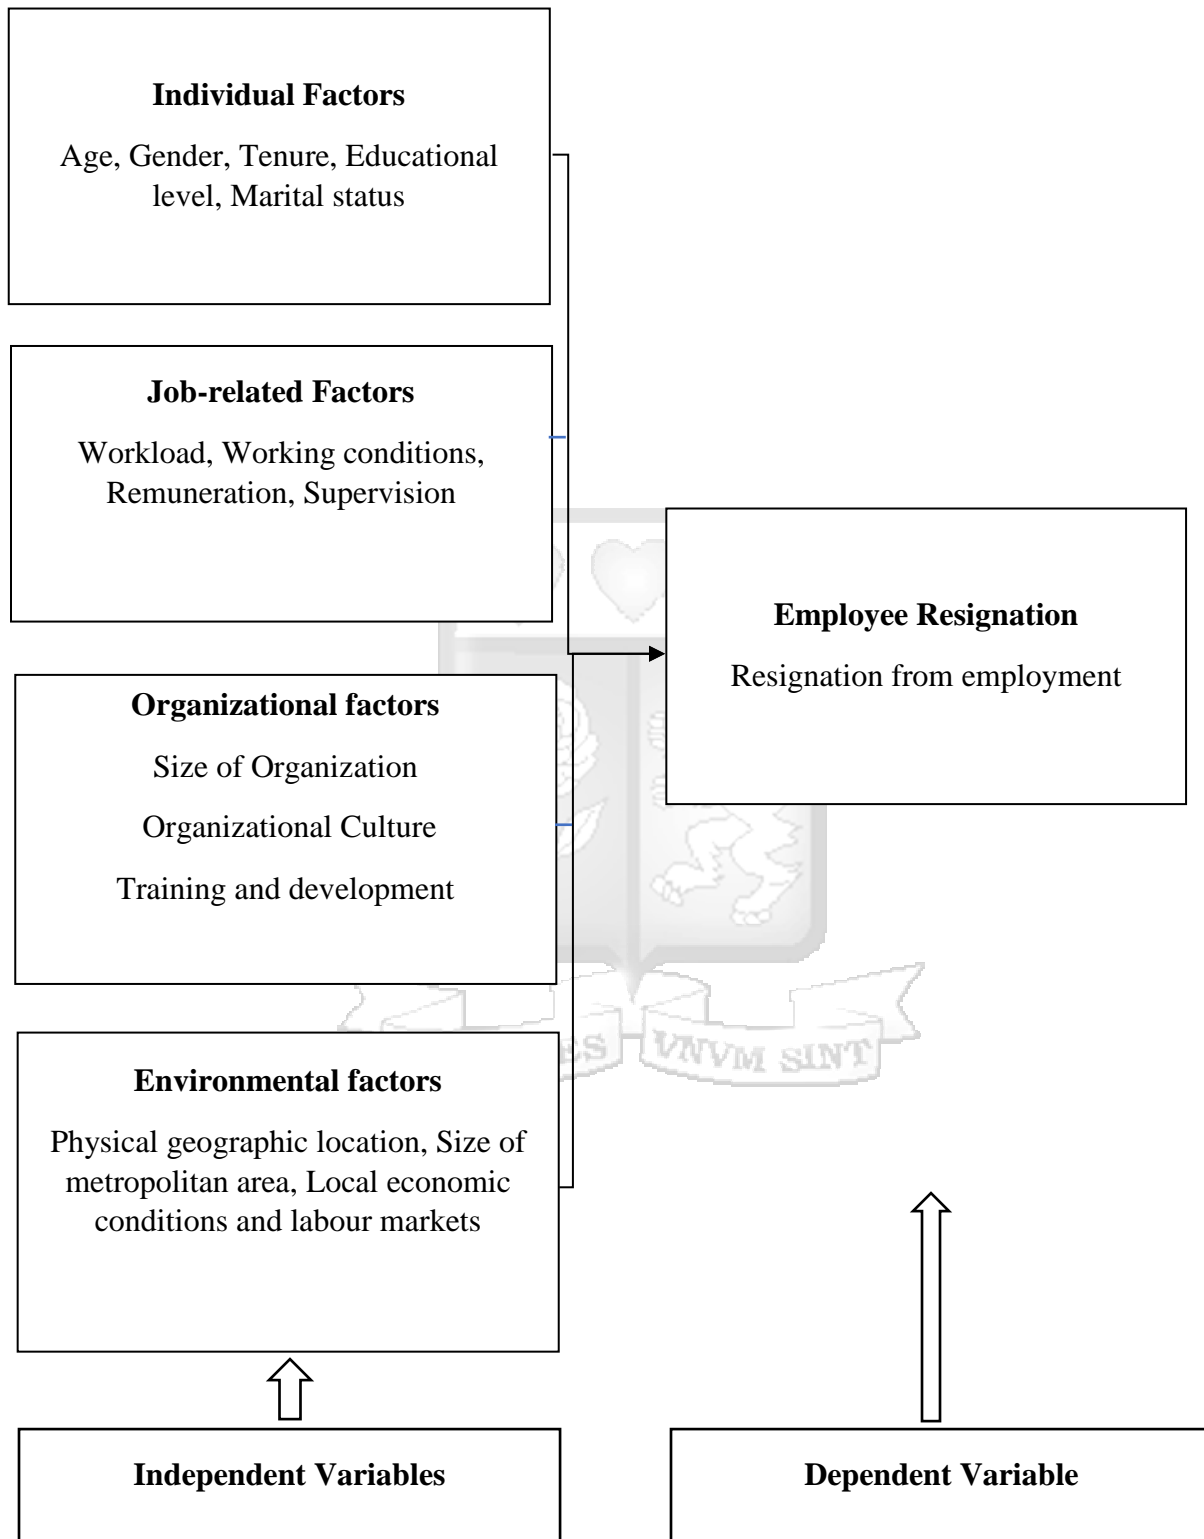 Individual Factors
Age, Gender, Tenure, Educational
level, Marital status
Job-related Factors
Workload, Working conditions,
Remuneration, Supervision
Employee Resignation
Resignation from employment
Organizational factors
Size of Organization
Organizational Culture
Training and development
VNVM SINT
Environmental factors
Physical geographic location, Size of
metropolitan area, Local economic
conditions and labour markets
Independent Variables
Dependent Variable